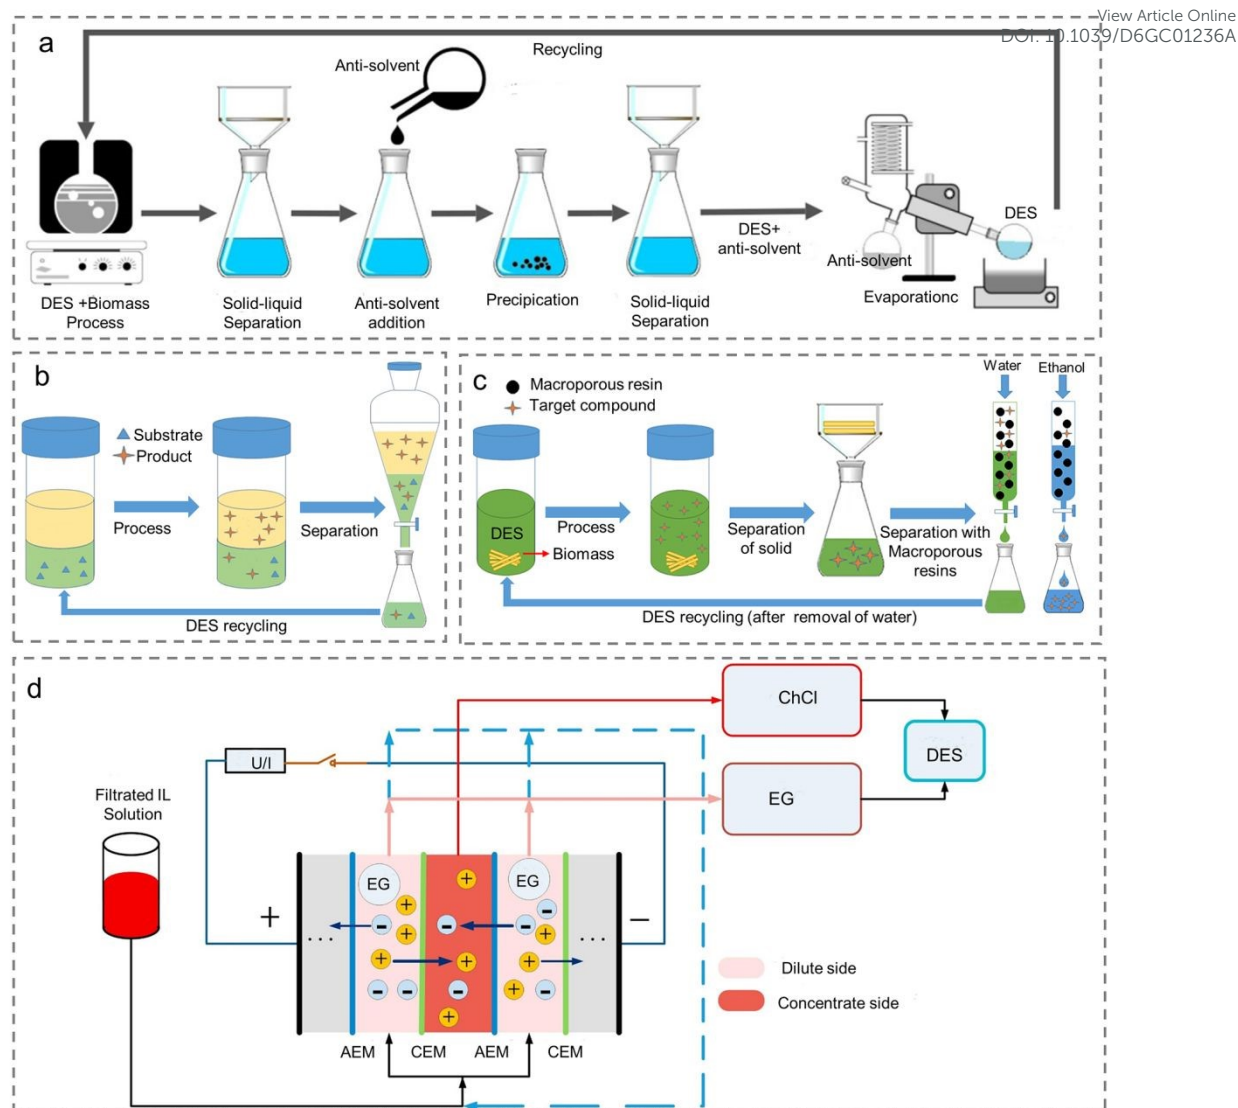 View Article Online
DOI: 10.1039/D6GC01236A
a
Recycling
Anti-solvent
DES+
anti-solvent
DES
Anti-solvent
DES +Biomass
Process
Solid-liquid
Separation
Anti-solvent
addition
Precipication
Solid-liquid
Separation
Evaporationc
b
Substrate
Product
Process
Separation
DES recycling
c
Macroporous resin
Target compound
Water
Ethanol
DES
Biomass
Process
Separation
of solid
Separation with
Macroporous
resins
DES recycling (after removal of water)
d
ChCl
DES
EG
U/I
Filtrated IL
Solution
EG
EG
+
−
...
...
AEM
CEM
AEM
CEM
Dilute side
Concentrate side